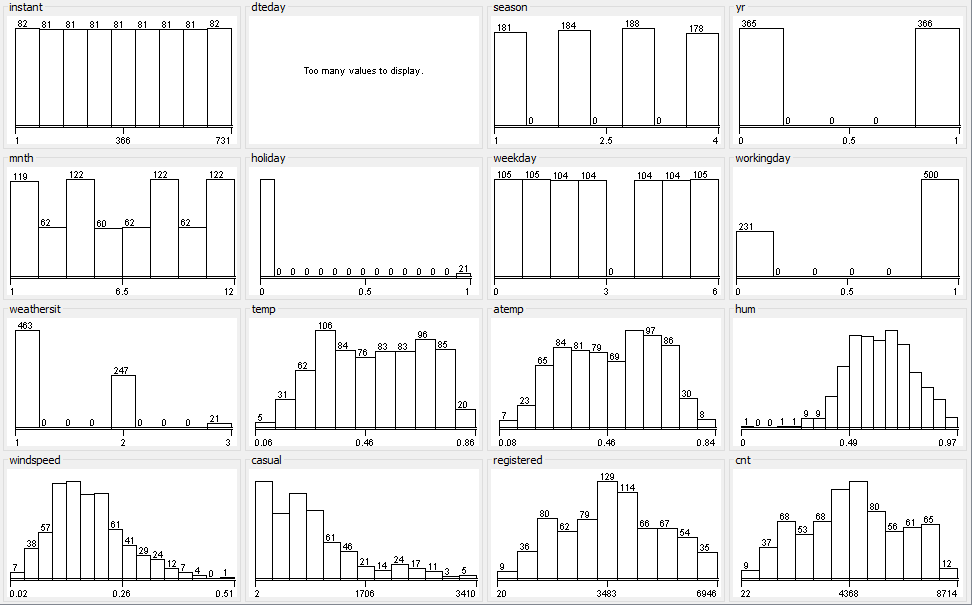 instant
82 81 81 81 81 81 81 81 82
1 366 731
dteday
Too many values to display.
season
181 0 184 0 188 0 178
1 2.5 4
yr
365 0 0 0 366
0 0.5 1
mnth
119 62 122 60 62 122 62 122
1 6.5 12
holiday
0 0 0 0 0 0 0 0 0 0 0 0 0 21
0 0.5 1
weekday
105 105 104 104 0 104 104 105
0 3 6
workingday
231 0 0 0 0 500
0 0.5 1
weathersit
463 0 0 0 247 0 0 0 21
1 2 3
temp
5 31 62 106 84 76 83 83 96 85 20
0.06 0.46 0.86
atemp
7 23 65 84 81 79 69 97 86 30 8
0.08 0.46 0.84
hum
1 0 0 1 1 9 9
0 0.49 0.97
windspeed
7 38 57 61 41 29 24 12 7 4 0 1
0.02 0.26 0.51
casual
61 46 21 14 24 17 11 3 5
2 1706 3410
registered
9 36 80 62 79 129 114 66 67 54 35
20 3483 6946
cnt
9 37 68 53 68 80 56 61 65 12
22 4368 8714